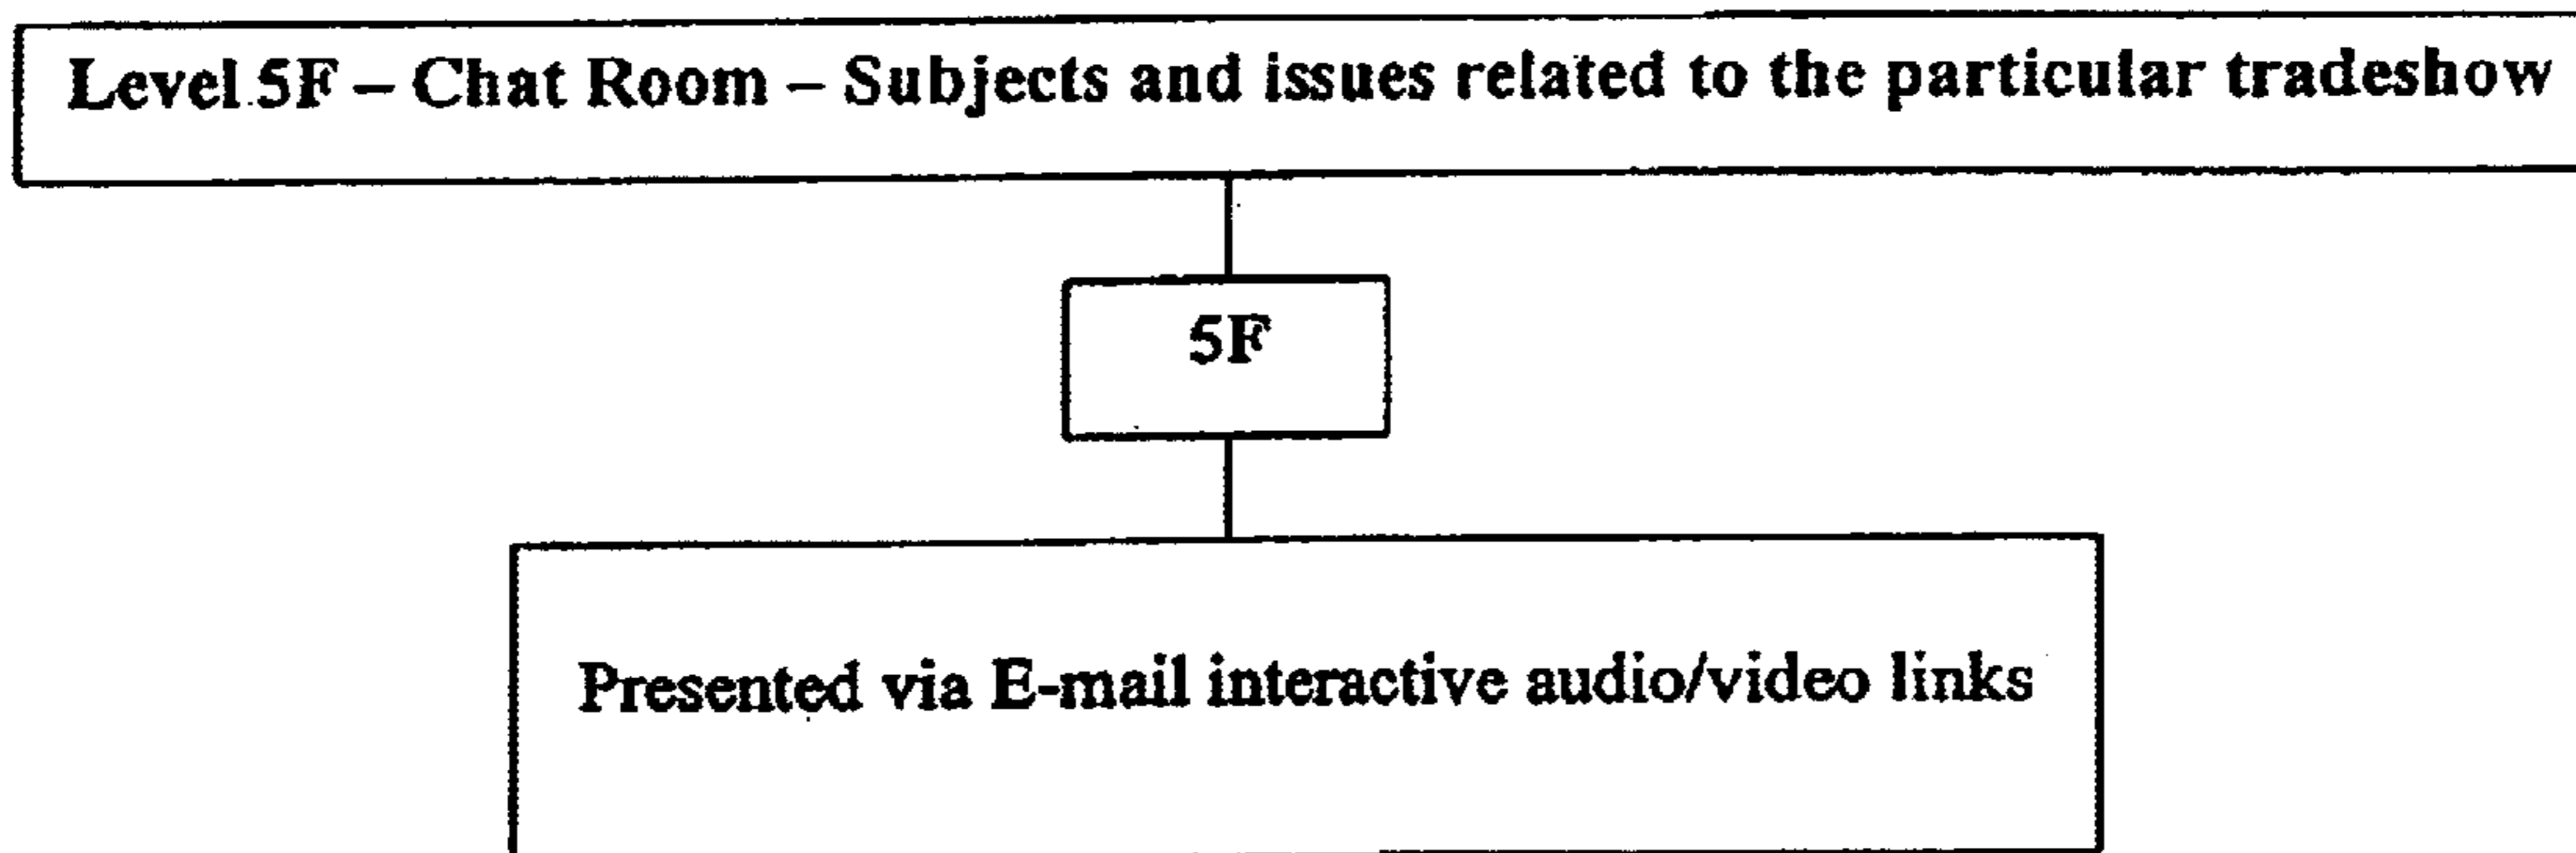 Level 5F – Chat Room – Subjects and issues related to the particular tradeshow
5F
Presented via E-mail interactive audio/video links